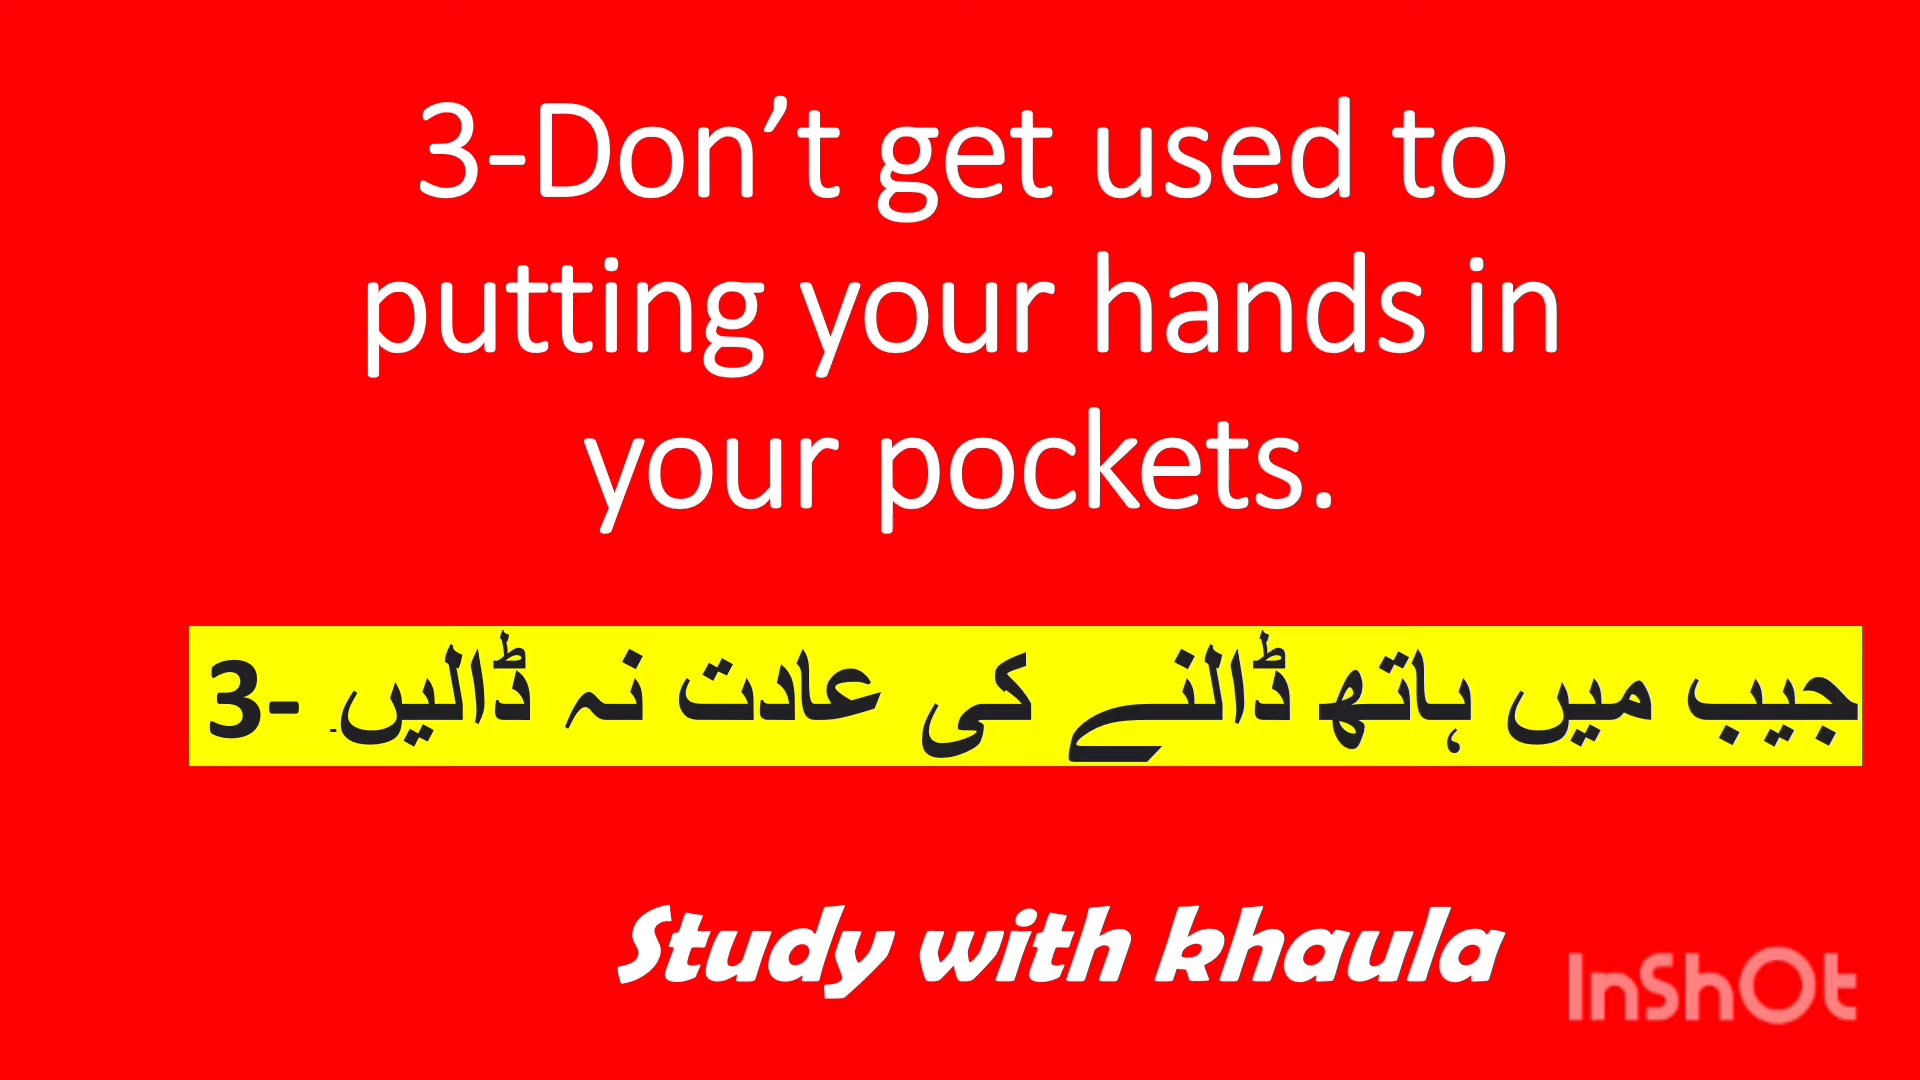 3-Don’t get used to
putting your hands in
your pockets.
جیب میں ہاتھ ڈالنے کی عادت نہ ڈالیں۔ -3
Study with khaula
InShOt